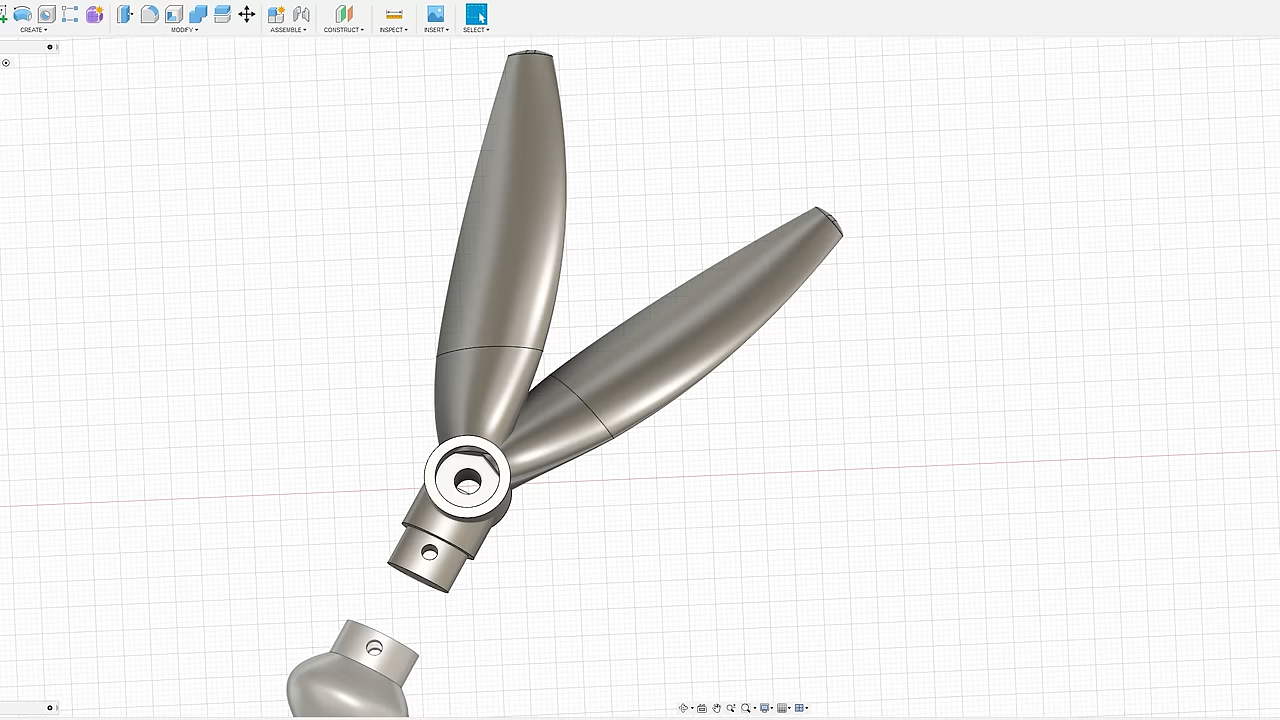 CREATE ▾ MODIFY ▾ ASSEMBLE ▾ CONSTRUCT ▾ INSPECT ▾ INSERT ▾ SELECT ▾